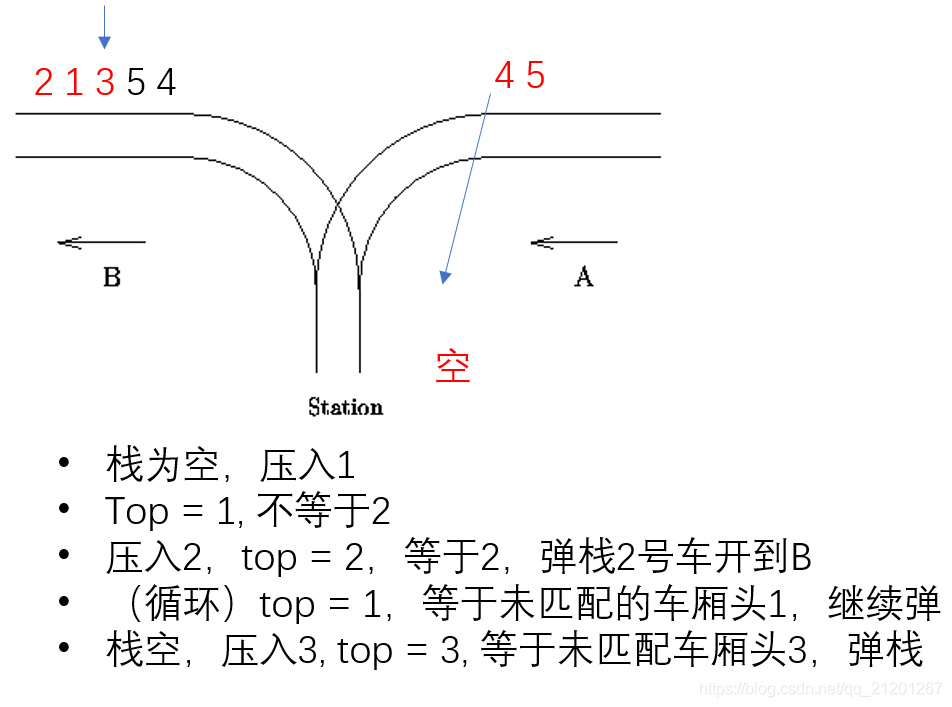 2 1 3 5 4
4 5
B
A
空
Station
• 栈为空，压入1
• Top = 1, 不等于2
• 压入2，top = 2，等于2，弹栈2号车开到B
• （循环）top = 1，等于未匹配的车厢头1，继续弹
• 栈空，压入3, top = 3, 等于未匹配车厢头3，弹栈
https://blog.csdn.net/qq_21201267